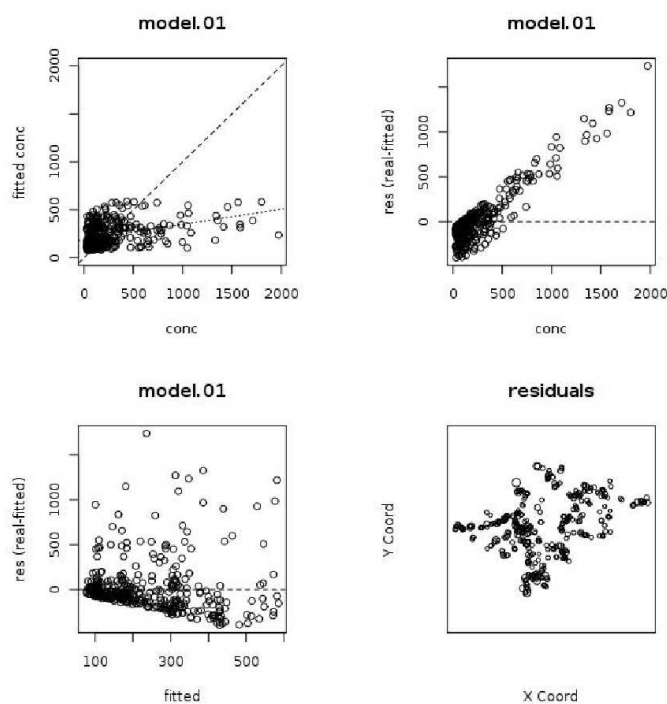 model.01
fitted conc
2000
1000
500
0
0 500 1000 1500 2000
conc
model.01
res (real-fitted)
1000
500
0
0 500 1000 1500 2000
conc
model.01
res (real-fitted)
1000
500
0
100 300 500
fitted
residuals
Y Coord
X Coord